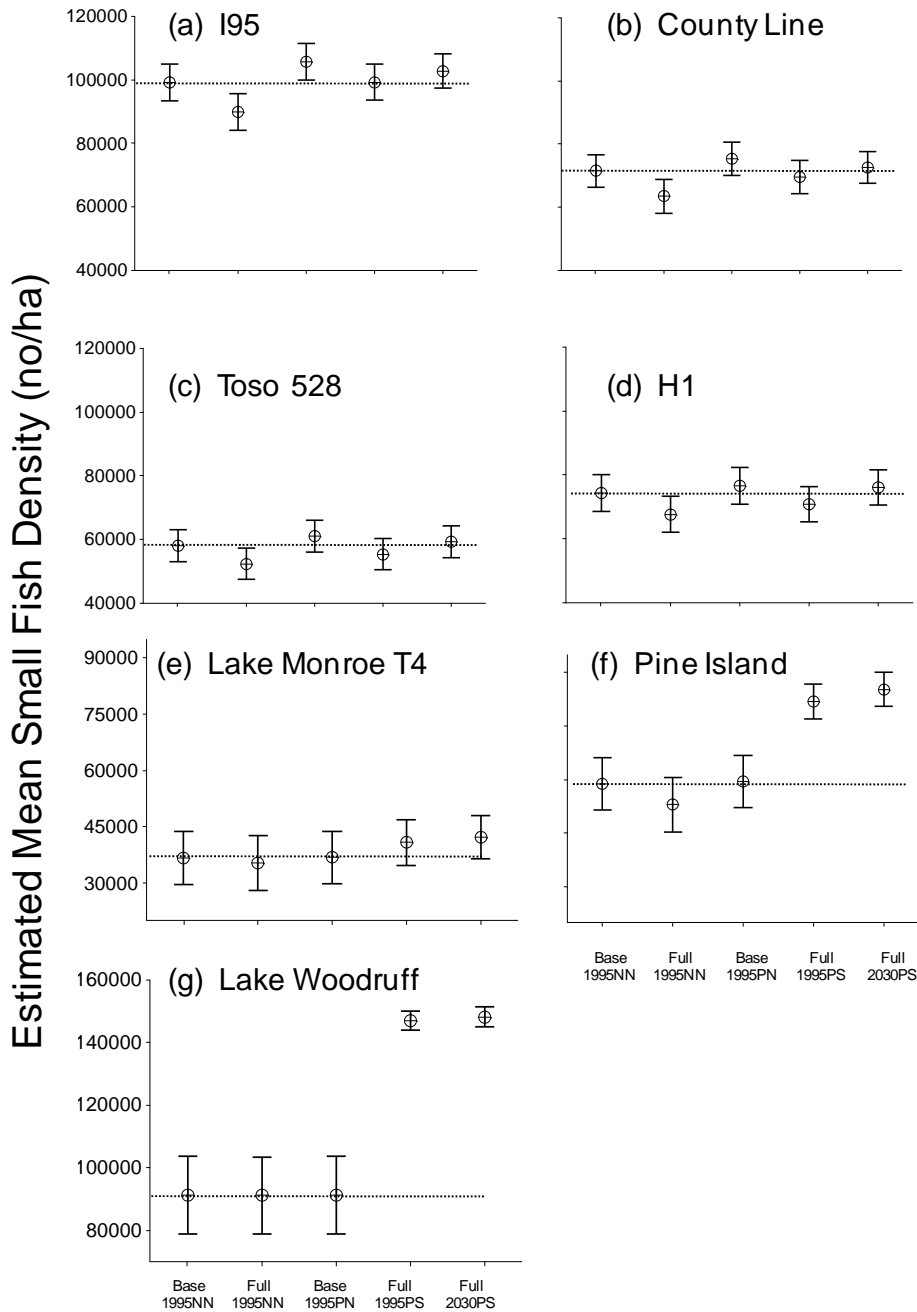 Estimated Mean Small Fish Density (no/ha)
(a) I95
120000
100000
80000
60000
40000
(b) County Line
(c) Toso 528
120000
100000
80000
60000
40000
(d) H1
(e) Lake Monroe T4
90000
75000
60000
45000
30000
(f) Pine Island
Base Full Base Full Full
1995NN 1995NN 1995PN 1995PS 2030PS
(g) Lake Woodruff
160000
140000
120000
100000
80000
Base Full Base Full Full
1995NN 1995NN 1995PN 1995PS 2030PS